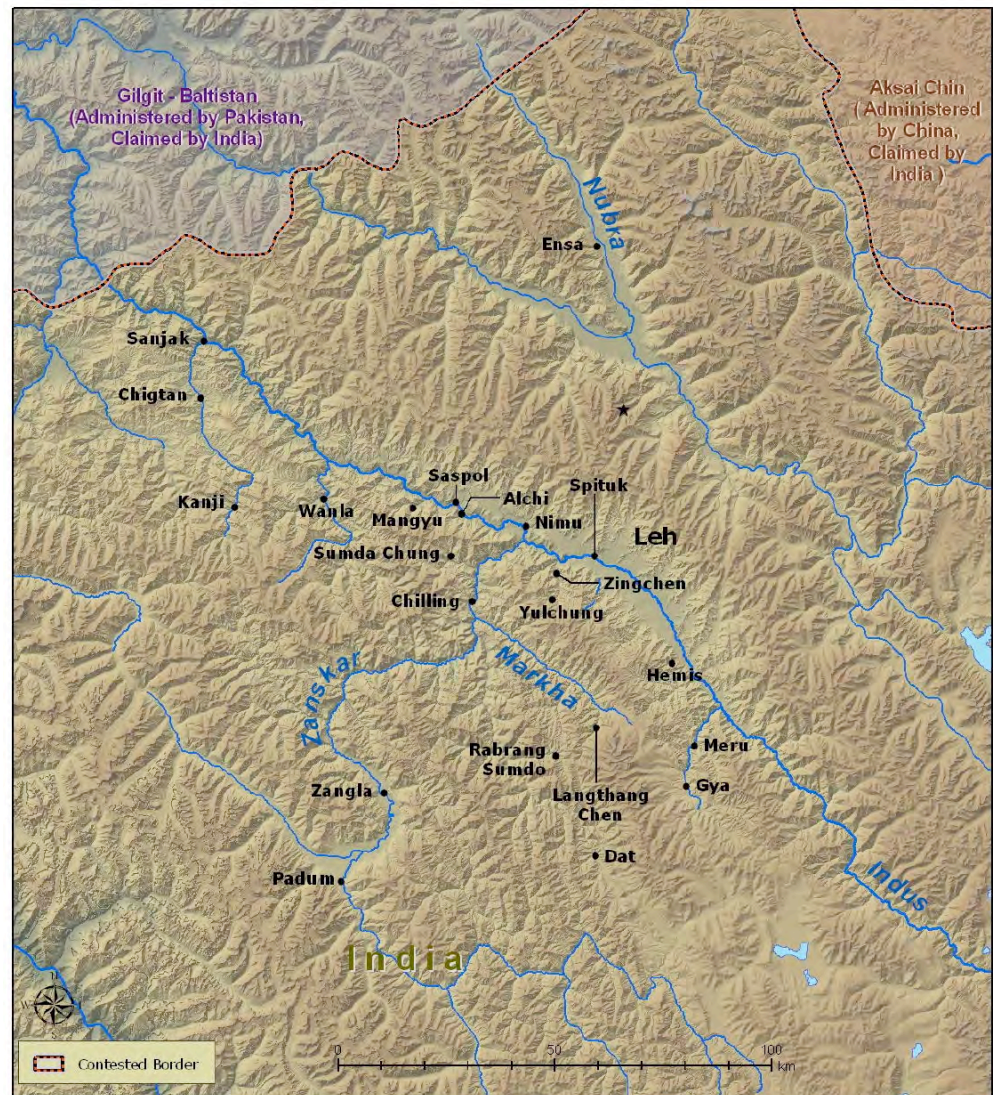 Gilgit - Baltistan
(Administered by Pakistan,
Claimed by India)
Aksai Chin
( Administered
by China,
Claimed by
India )
Nubra
Ensa
Sanjak
Chigtan
Saspol
Alchi
Spituk
Kanji
Wanla
Mangyu
Nimu
Leh
Sumda Chung
Zingchen
Chilling
Yulchung
Markha
Hemis
Zanskar
Meru
Rabrang
Sumdo
Zangla
Langthang
Chen
Gya
Dat
Padum
Indus
India
Contested Border
0 50 100
km